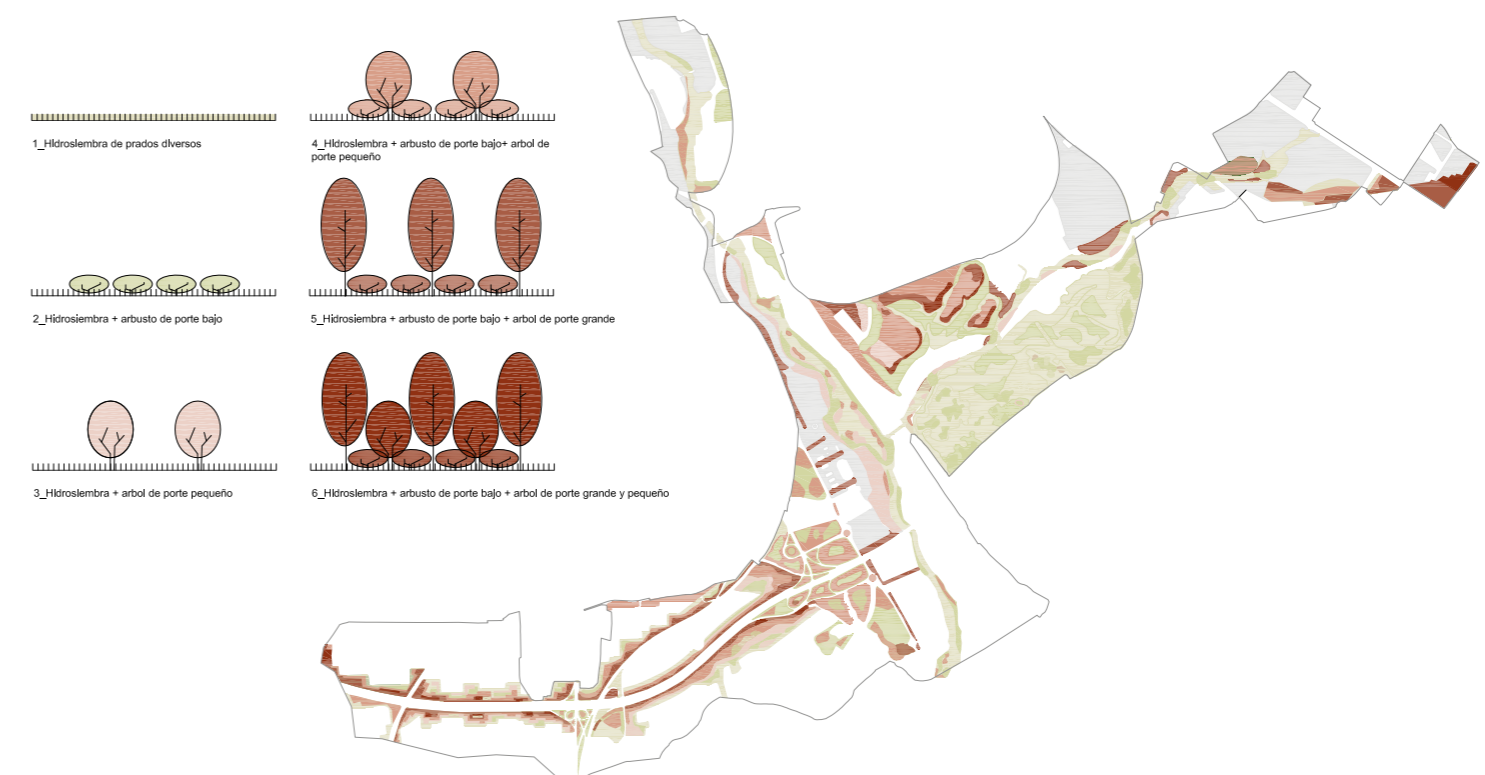 1_Hidrosiembra de prados diversos
2_Hidrosiembra + arbusto de porte bajo
3_Hidrosiembra + arbol de porte pequeño
4_Hidrosiembra + arbusto de porte bajo+ arbol de
porte pequeño
5_Hidrosiembra + arbusto de porte bajo + arbol de porte grande
6_Hidrosiembra + arbusto de porte bajo + arbol de porte grande y pequeño